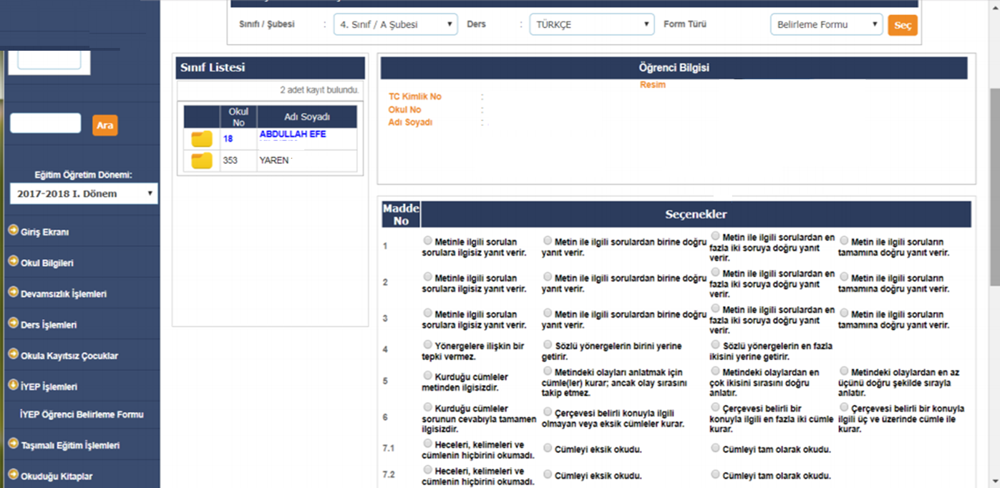 Sınıfı / Şubesi : 4. Sınıf / A Şubesi Ders : TÜRKÇE Form Türü Belirleme Formu Seç
Ara
Eğitim Öğretim Dönemi:
2017-2018 I. Dönem
Giriş Ekranı
Okul Bilgileri
Devamsızlık İşlemleri
Ders İşlemleri
Okula Kayıtsız Çocuklar
İYEP İşlemleri
İYEP Öğrenci Belirleme Formu
Taşımalı Eğitim İşlemleri
Okuduğu Kitaplar
Sınıf Listesi
2 adet kayıt bulundu.
Okul No Adı Soyadı
18 ABDULLAH EFE
353 YAREN
Öğrenci Bilgisi
Resim
TC Kimlik No :
Okul No :
Adı Soyadı :
Madde No Seçenekler
1 Metinle ilgili sorulan sorulara ilgisiz yanıt verir. Metin ile ilgili sorulardan birine doğru yanıt verir. Metin ile ilgili sorulardan en fazla iki soruya doğru yanıt verir. Metin ile ilgili soruların tamamına doğru yanıt verir.
2 Metinle ilgili sorulan sorulara ilgisiz yanıt verir. Metin ile ilgili sorulardan birine doğru yanıt verir. Metin ile ilgili sorulardan en fazla iki soruya doğru yanıt verir. Metin ile ilgili soruların tamamına doğru yanıt verir.
3 Metinle ilgili sorulan sorulara ilgisiz yanıt verir. Metin ile ilgili sorulardan birine doğru yanıt verir. Metin ile ilgili sorulardan en fazla iki soruya doğru yanıt verir. Metin ile ilgili soruların tamamına doğru yanıt verir.
4 Yönergelere ilişkin bir tepki vermez. Sözlü yönergelerin birini yerine getirir. Sözlü yönergelerin en fazla ikisini yerine getirir.
5 Kurduğu cümleler metinden ilgisizdir. Metindeki olayları anlatmak için cümle(ler) kurar; ancak olay sırasını takip etmez. Metindeki olaylardan en çok ikisini sırasını doğru anlatır. Metindeki olaylardan en az üçünü doğru şekilde sırayla anlatır.
6 Kurduğu cümleler sorunun cevabıyla tamamen ilgisizdir. Çerçevesi belirli konuyla ilgili olmayan veya eksik cümleler kurar. Çerçevesi belirli bir konuyla ilgili en fazla iki cümle kurar. Çerçevesi belirli bir konuyla ilgili üç ve üzerinde cümle ile kurar.
7.1 Heceleri, kelimeleri ve cümlenin hiçbirini okumadı. Cümleyi eksik okudu. Cümleyi tam olarak okudu.
7.2 Heceleri, kelimeleri ve cümlenin hiçbirini okumadı. Cümleyi eksik okudu. Cümleyi tam olarak okudu.